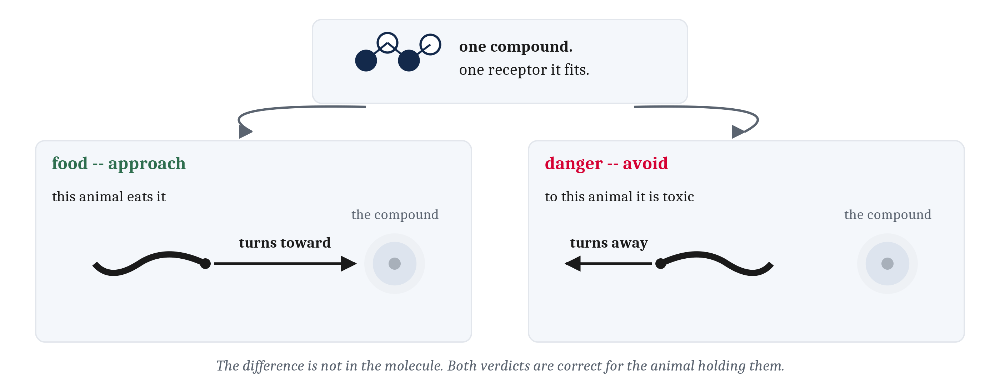 one compound.
one receptor it fits.
food -- approach
this animal eats it
the compound
turns toward
danger -- avoid
to this animal it is toxic
the compound
turns away
The difference is not in the molecule. Both verdicts are correct for the animal holding them.